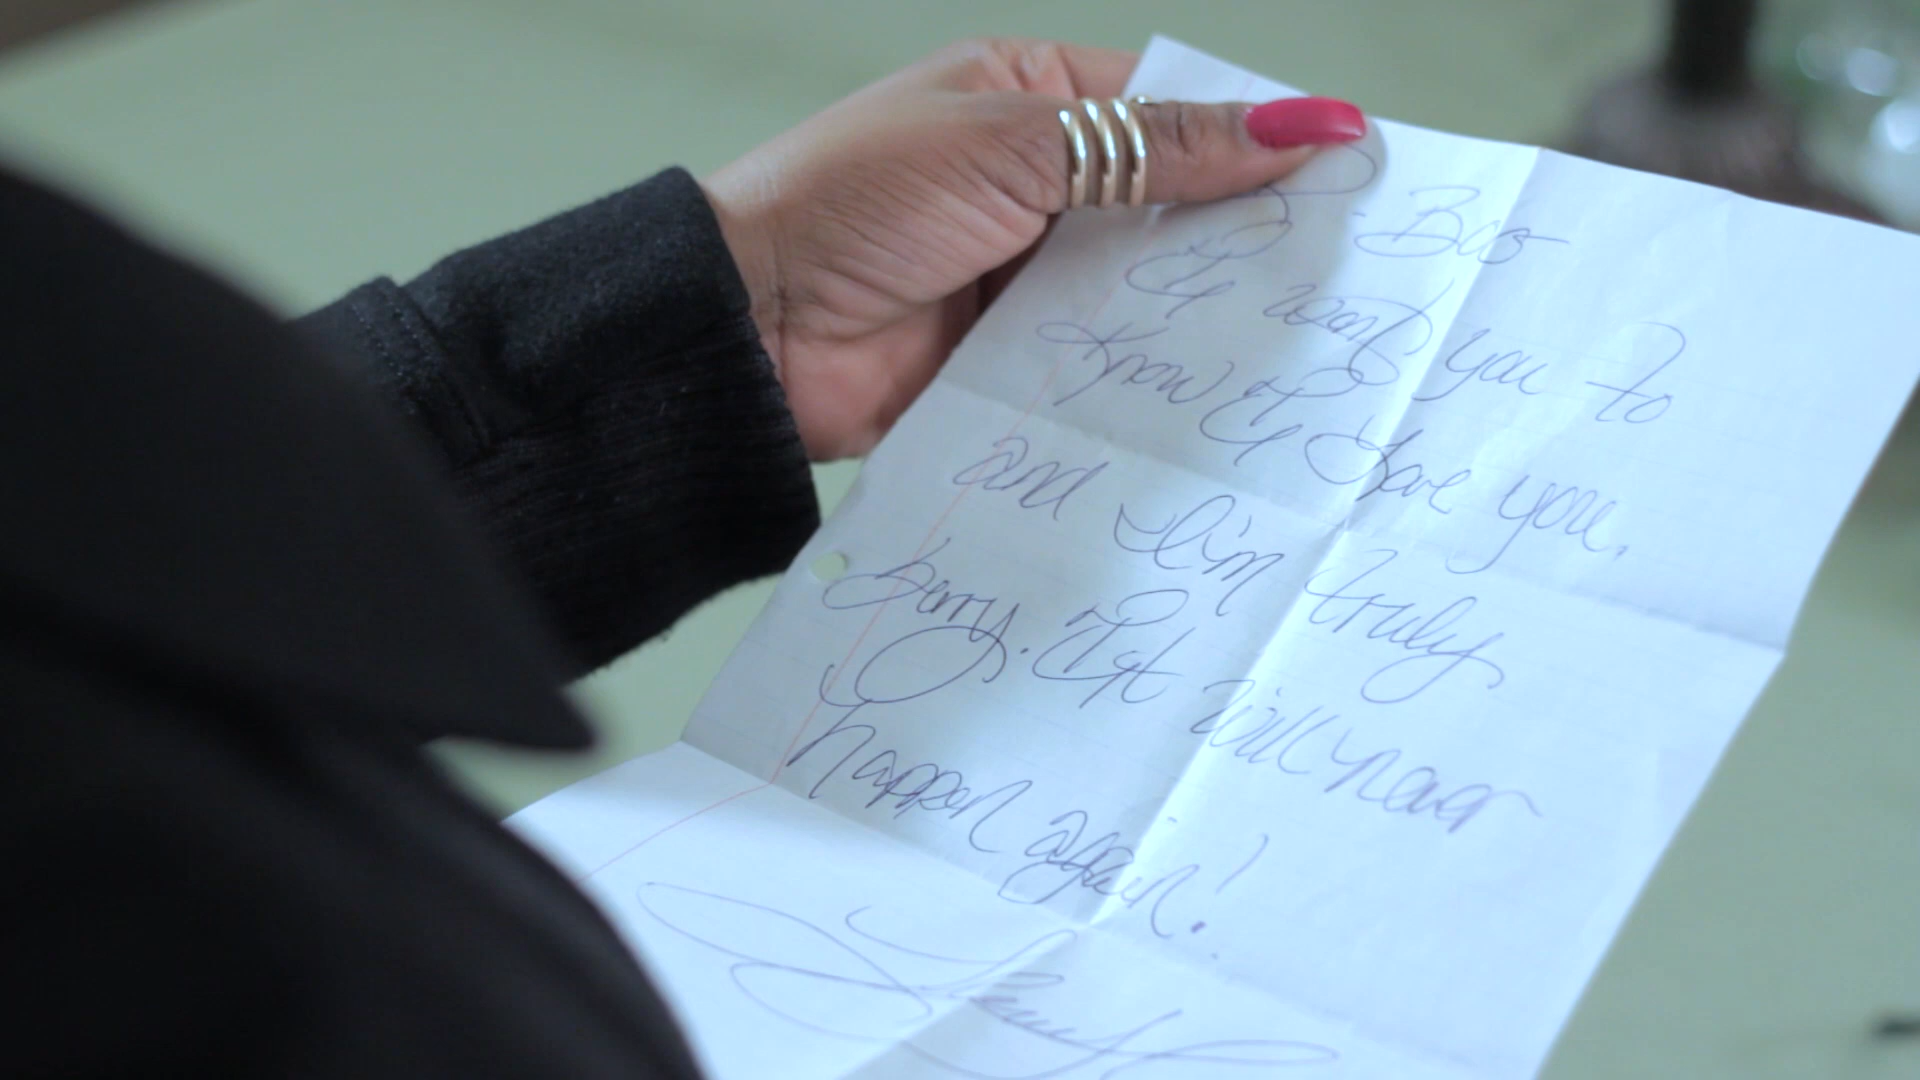 - Boo
I want you to
know I love you,
and I'm truly
sorry. It will never
happen again!